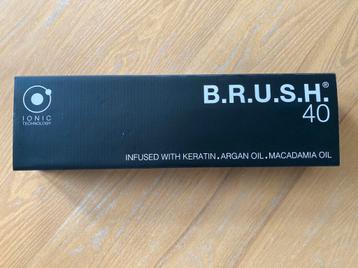 IONIC
TECHNOLOGY
B.R.U.S.H.®
40
INFUSED WITH KERATIN.ARGAN OIL.MACADAMIA OIL